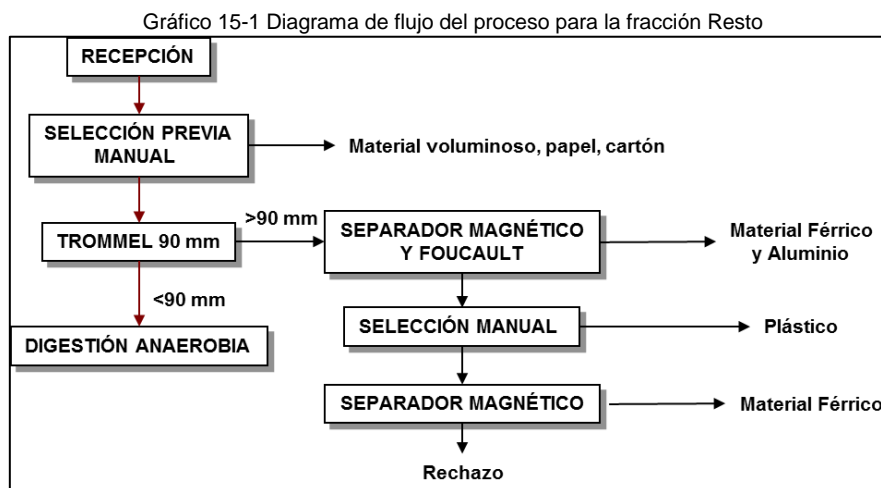 Gráfico 15-1 Diagrama de flujo del proceso para la fracción Resto
RECEPCIÓN
SELECCIÓN PREVIA
MANUAL
Material voluminoso, papel, cartón
TROMMEL 90 mm
>90 mm
SEPARADOR MAGNÉTICO
Y FOUCAULT
Material Férrico
y Aluminio
<90 mm
DIGESTIÓN ANAEROBIA
SELECCIÓN MANUAL
Plástico
SEPARADOR MAGNÉTICO
Material Férrico
Rechazo